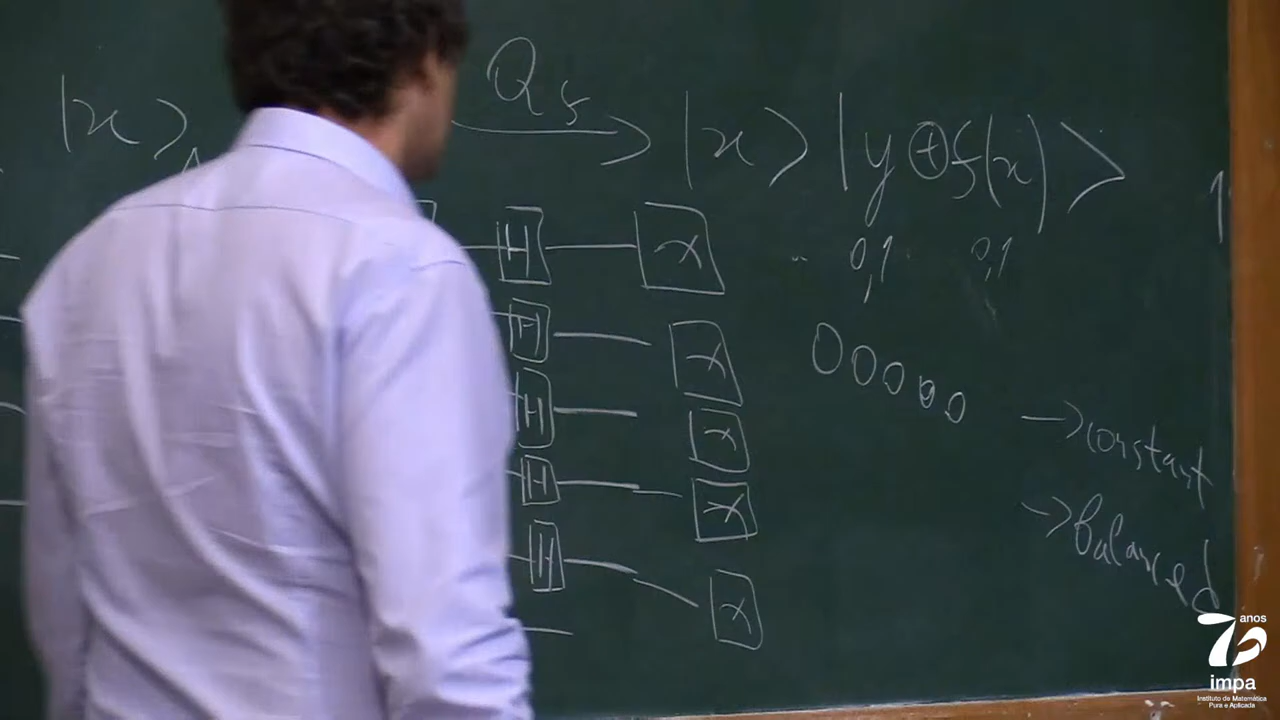 |x⟩ Q_f → |x⟩ |y ⊕ f(x)⟩
0,1 0,1
H x
H x
H x
H x
H x
0 0 0 0 0
→ constant
→ balanced
70 anos
impa
Instituto de Matemática
Pura e Aplicada